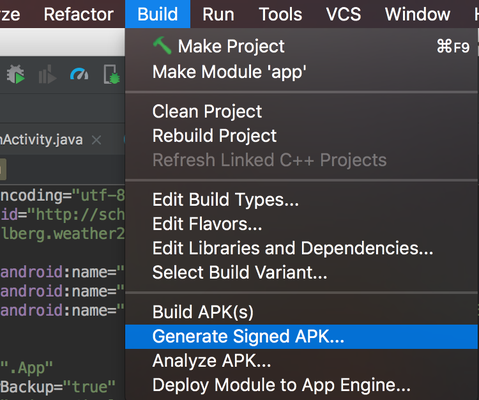 ze Refactor Build Run Tools VCS Window
Make Project ⌘F9
Make Module 'app'
Clean Project
nActivity.java ×
Rebuild Project
Refresh Linked C++ Projects
ncoding="utf-8
id="http://sch
Edit Build Types...
Edit Flavors...
lberg.weather2
Edit Libraries and Dependencies...
android:name="
Select Build Variant...
android:name="
android:name="
Build APK(s)
Generate Signed APK...
Analyze APK...
".App"
Deploy Module to App Engine...
Backup="true"